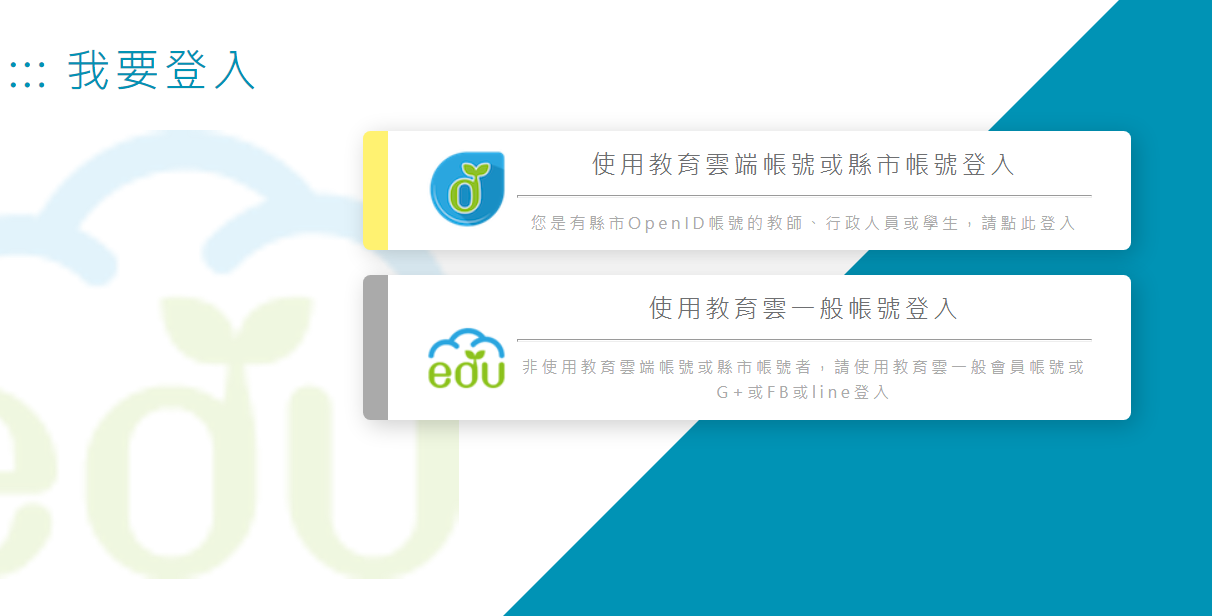 ::: 我要登入
使用教育雲端帳號或縣市帳號登入
您是有縣市OpenID帳號的教師、行政人員或學生，請點此登入
使用教育雲一般帳號登入
edu
非使用教育雲端帳號或縣市帳號者，請使用教育雲一般會員帳號或
G+或FB或line登入
edu